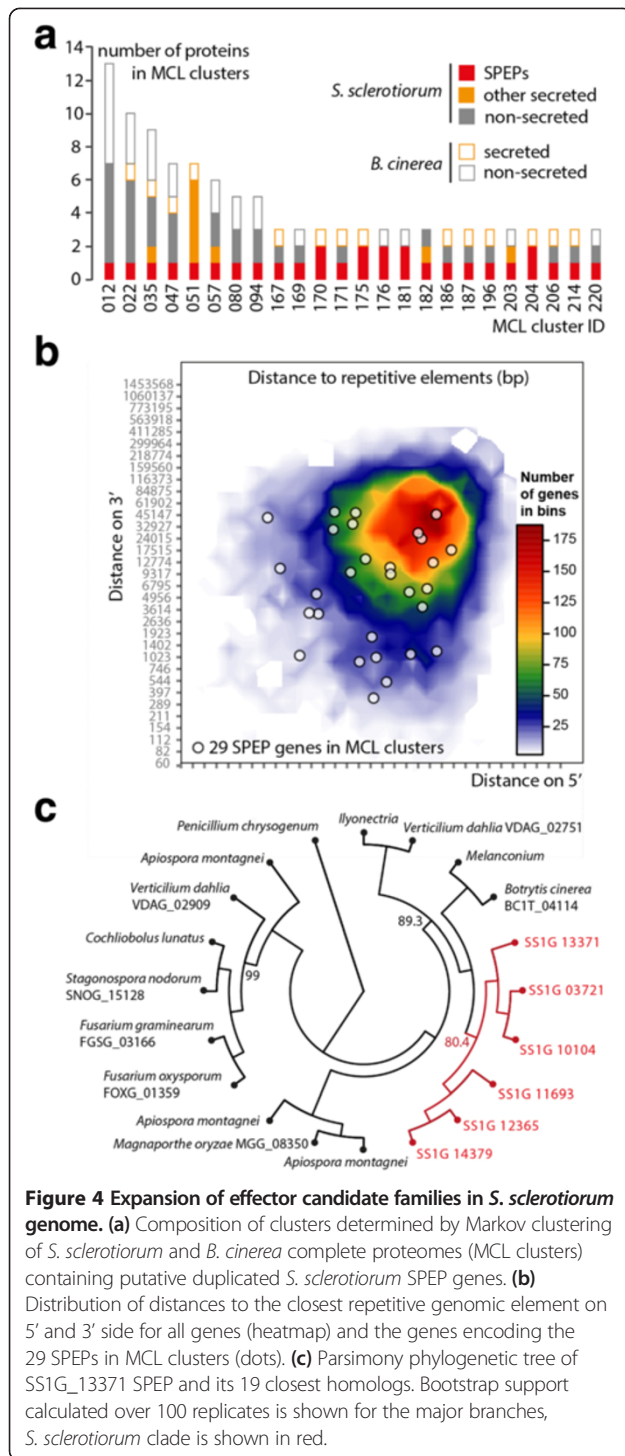 a
number of proteins
in MCL clusters
14
12
10
8
6
4
2
0
S. sclerotiorum
SPEPs
other secreted
non-secreted
B. cinerea
secreted
non-secreted
012
022
035
047
051
057
080
094
167
169
170
171
175
176
181
182
186
187
196
203
204
206
214
220
MCL cluster ID
b
Distance to repetitive elements (bp)
Distance on 3′
1453568
1060137
773195
563918
411285
299964
218774
159560
116373
84875
61902
45147
32927
24015
17515
12774
9317
6795
4956
3614
2636
1923
1402
1023
746
544
397
289
211
154
112
82
60
Number
of genes
in bins
175
150
125
100
75
50
25
29 SPEP genes in MCL clusters
Distance on 5′
c
Penicillium chrysogenum
Ilyonectria
Verticilium dahlia VDAG_02751
Apiospora montagnei
Melanconium
Verticilium dahlia
VDAG_02909
Botrytis cinerea
BC1T_04114
89.3
Cochliobolus lunatus
SS1G 13371
99
Stagonospora nodorum
SNOG_15128
SS1G 03721
Fusarium graminearum
FGSG_03166
80.4
SS1G 10104
Fusarium oxysporum
FOXG_01359
SS1G 11693
Apiospora montagnei
SS1G 12365
Magnaporthe oryzae MGG_08350
SS1G 14379
Apiospora montagnei
Figure 4 Expansion of effector candidate families in S. sclerotiorum
genome. (a) Composition of clusters determined by Markov clustering
of S. sclerotiorum and B. cinerea complete proteomes (MCL clusters)
containing putative duplicated S. sclerotiorum SPEP genes. (b)
Distribution of distances to the closest repetitive genomic element on
5′ and 3′ side for all genes (heatmap) and the genes encoding the
29 SPEPs in MCL clusters (dots). (c) Parsimony phylogenetic tree of
SS1G_13371 SPEP and its 19 closest homologs. Bootstrap support
calculated over 100 replicates is shown for the major branches,
S. sclerotiorum clade is shown in red.